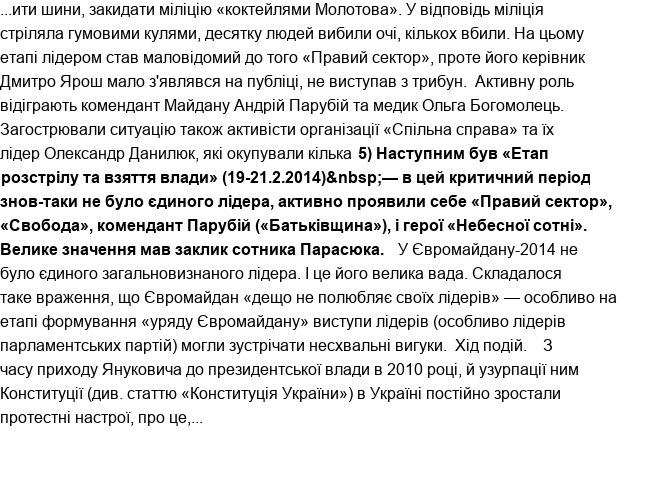 ...ити шини, закидати міліцію «коктейлями Молотова». У відповідь міліція
стріляла гумовими кулями, десятку людей вибили очі, кількох вбили. На цьому
етапі лідером став маловідомий до того «Правий сектор», проте його керівник
Дмитро Ярош мало з'являвся на публіці, не виступав з трибун. Активну роль
відіграють комендант Майдану Андрій Парубій та медик Ольга Богомолець.
Загострювали ситуацію також активісти організації «Спільна справа» та їх
лідер Олександр Данилюк, які окупували кілька 5) Наступним був «Етап
розстрілу та взяття влади» (19-21.2.2014)&nbsp;— в цей критичний період
знов-таки не було єдиного лідера, активно проявили себе «Правий сектор»,
«Свобода», комендант Парубій («Батьківщина»), і герої «Небесної сотні».
Велике значення мав заклик сотника Парасюка. У Євромайдану-2014 не
було єдиного загальновизнаного лідера. І це його велика вада. Складалося
таке враження, що Євромайдан «дещо не полюбляє своїх лідерів» — особливо на
етапі формування «уряду Євромайдану» виступи лідерів (особливо лідерів
парламентських партій) могли зустрічати несхвальні вигуки. Хід подій. З
часу приходу Януковича до президентської влади в 2010 році, й узурпації ним
Конституції (див. статтю «Конституція України») в Україні постійно зростали
протестні настрої, про це,...